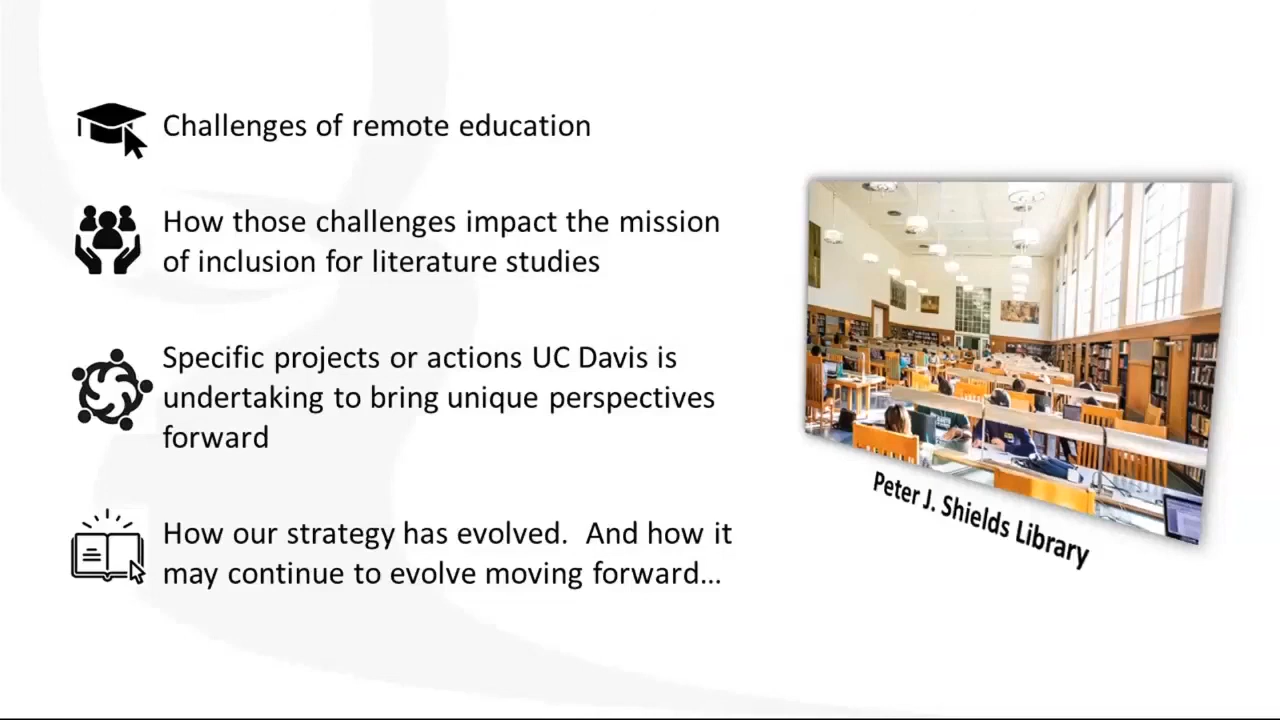 Challenges of remote education
How those challenges impact the mission
of inclusion for literature studies
Specific projects or actions UC Davis is
undertaking to bring unique perspectives
forward
How our strategy has evolved.  And how it
may continue to evolve moving forward...
Peter J. Shields Library